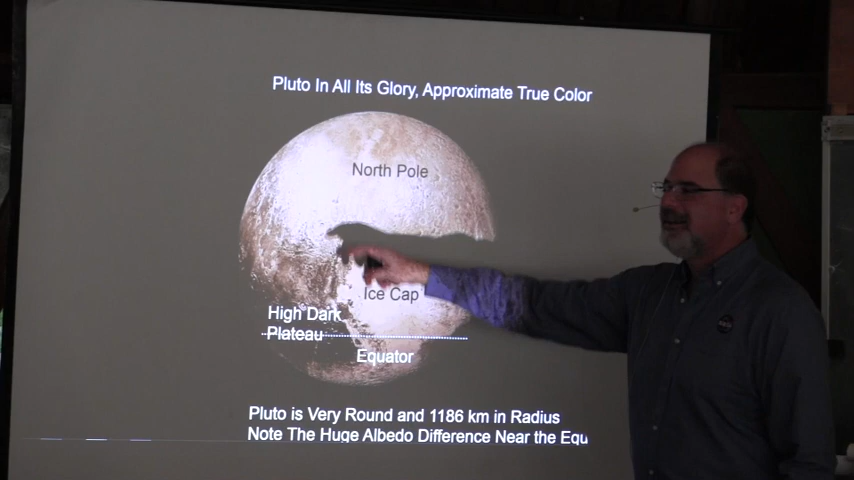 Pluto In All Its Glory, Approximate True Color
North Pole
Ice Cap
High Dark
Plateau
Equator
Pluto is Very Round and 1186 km in Radius
Note The Huge Albedo Difference Near the Equ